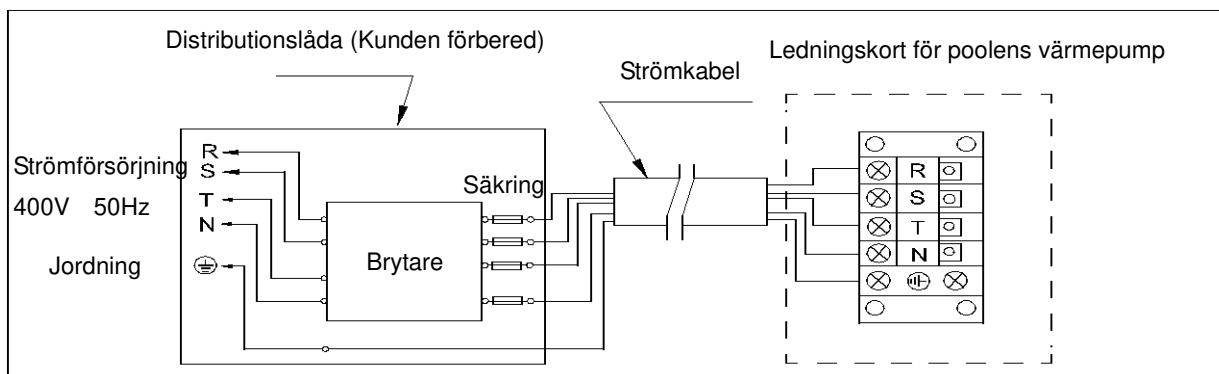 Distributionslåda (Kunden förbered)
Ledningskort för poolens värmepump
Strömkabel
Strömförsörjning
400V 50Hz
Jordning
R
S
T
N
Säkring
Brytare
R
S
T
N